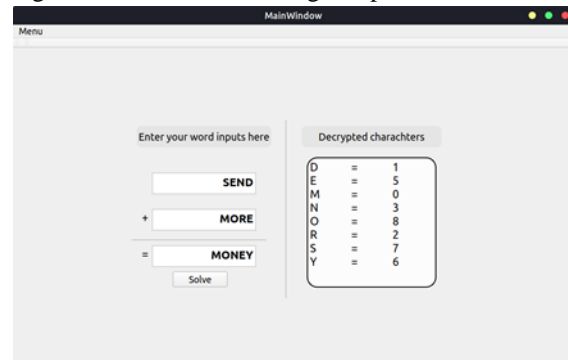 MainWindow
Menu
Enter your word inputs here
SEND
+ MORE
= MONEY
Solve
Decrypted charachters
D = 1
E = 5
M = 0
N = 3
O = 8
R = 2
S = 7
Y = 6